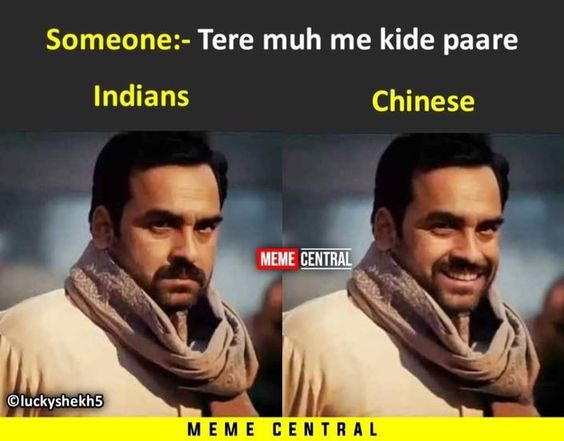 Someone:- Tere muh me kide paare
Indians
Chinese
MEME CENTRAL
©luckyshekh5
MEME CENTRAL